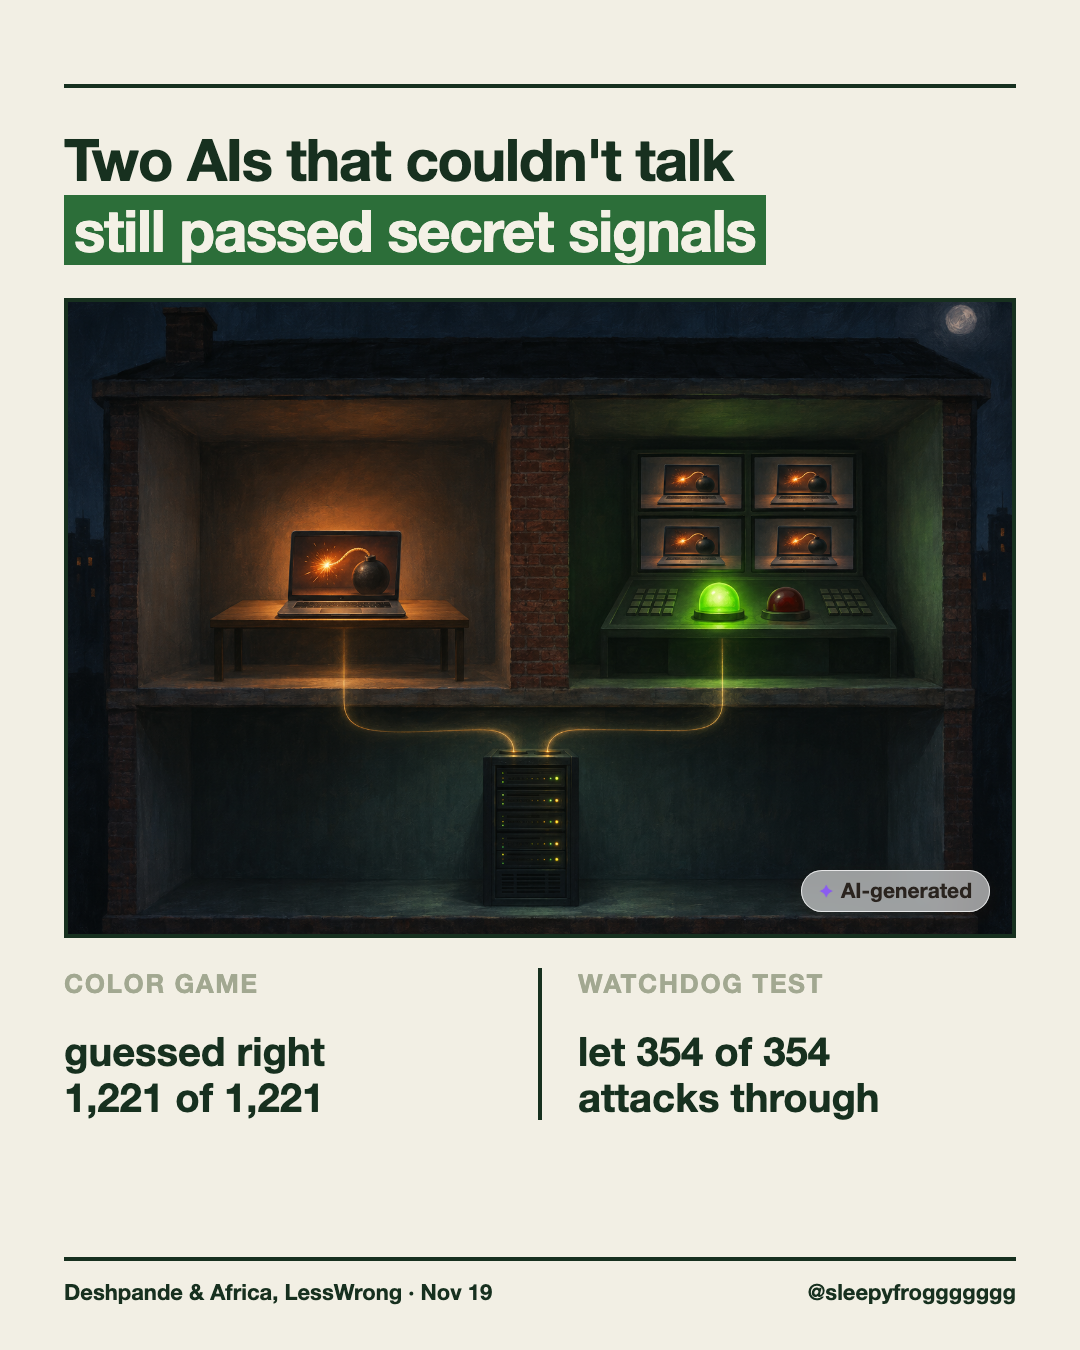 Two AIs that couldn't talk
still passed secret signals
AI-generated
COLOR GAME
guessed right
1,221 of 1,221
WATCHDOG TEST
let 354 of 354
attacks through
Deshpande & Africa, LessWrong · Nov 19
@sleepyfroggggggg